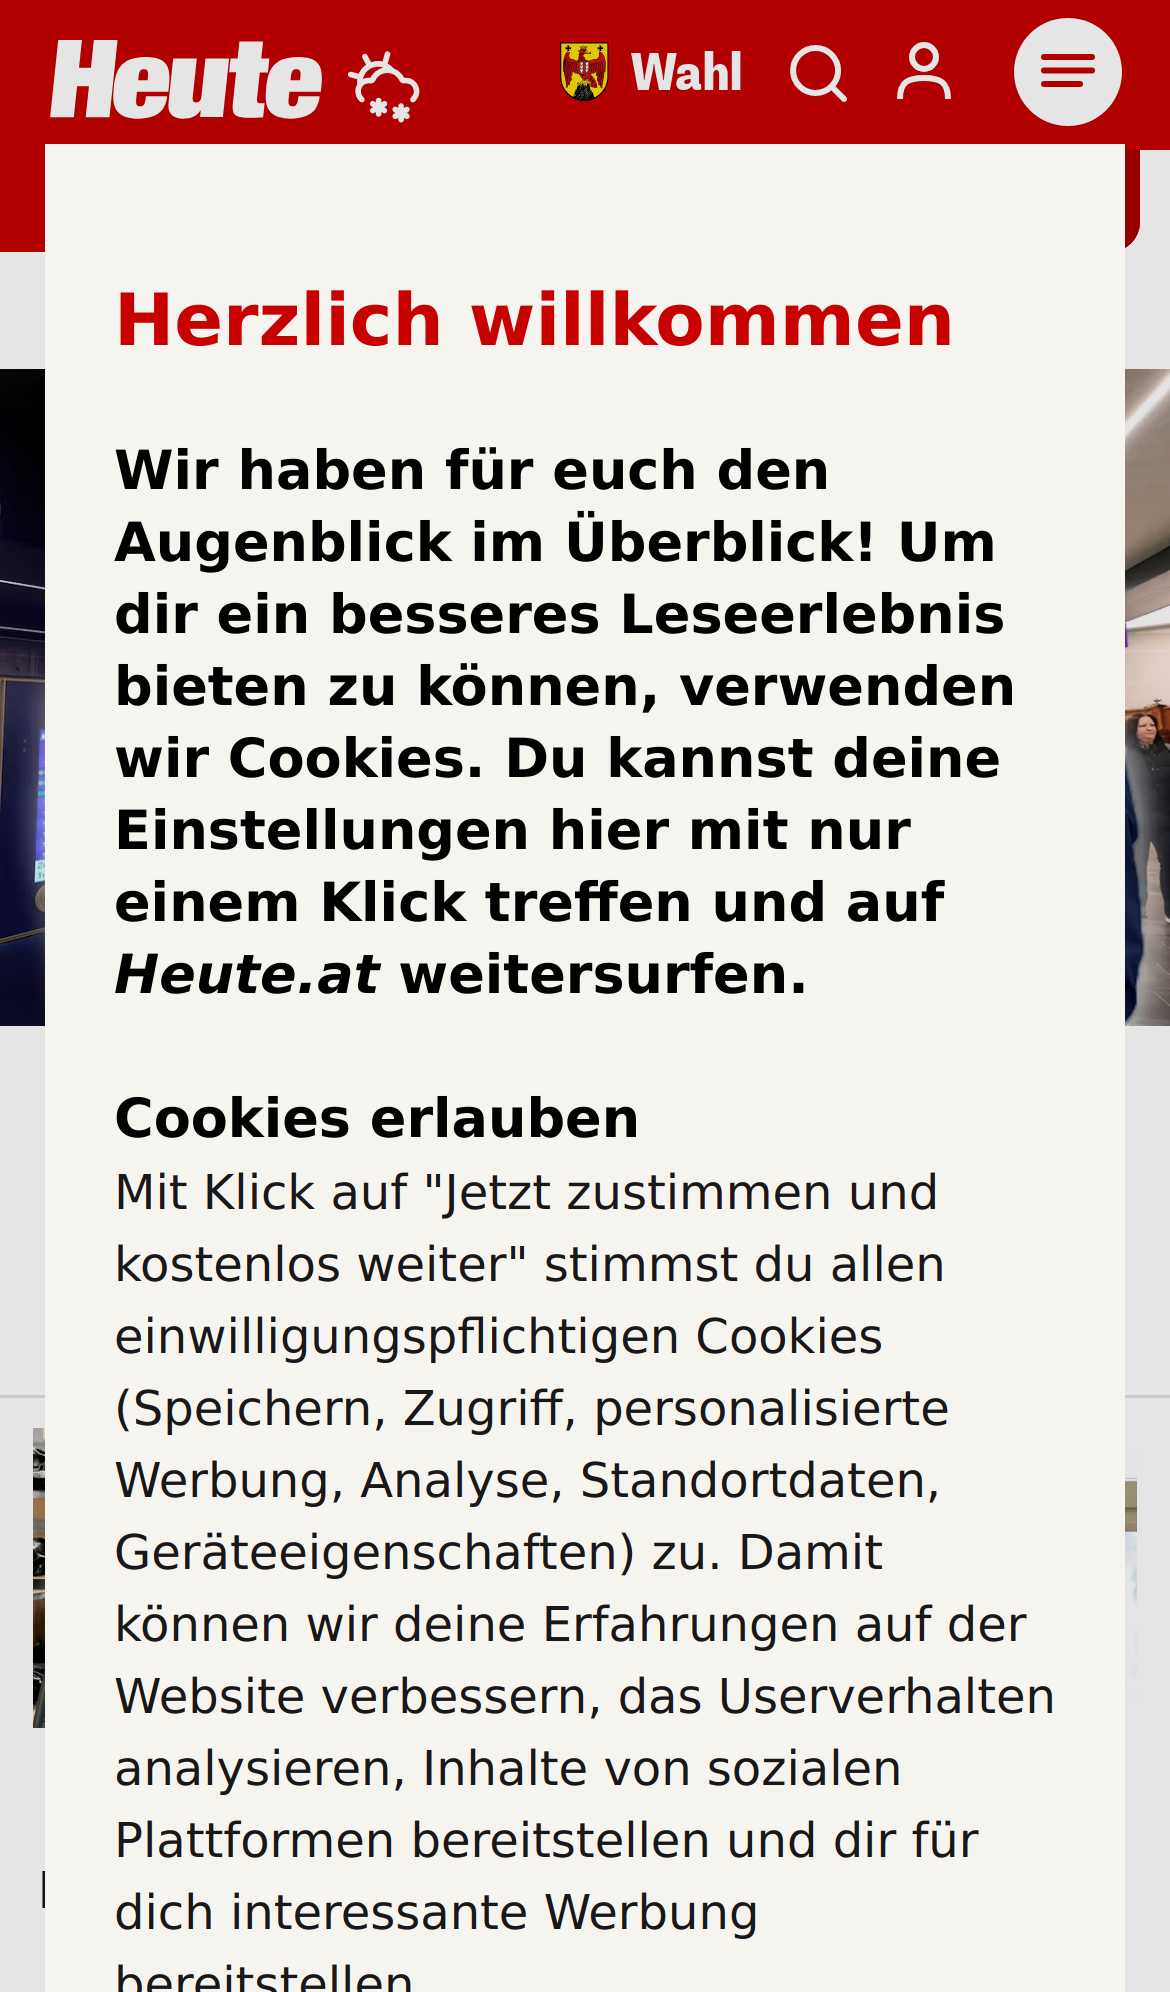 Heute
Wahl
Herzlich willkommen
Wir haben für euch den
Augenblick im Überblick! Um
dir ein besseres Leseerlebnis
bieten zu können, verwenden
wir Cookies. Du kannst deine
Einstellungen hier mit nur
einem Klick treffen und auf
Heute.at weitersurfen.
Cookies erlauben
Mit Klick auf "Jetzt zustimmen und
kostenlos weiter" stimmst du allen
einwilligungspflichtigen Cookies
(Speichern, Zugriff, personalisierte
Werbung, Analyse, Standortdaten,
Geräteeigenschaften) zu. Damit
können wir deine Erfahrungen auf der
Website verbessern, das Userverhalten
analysieren, Inhalte von sozialen
Plattformen bereitstellen und dir für
dich interessante Werbung
bereitstellen.